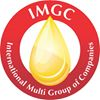 IMGC
International Multi Group of Companies